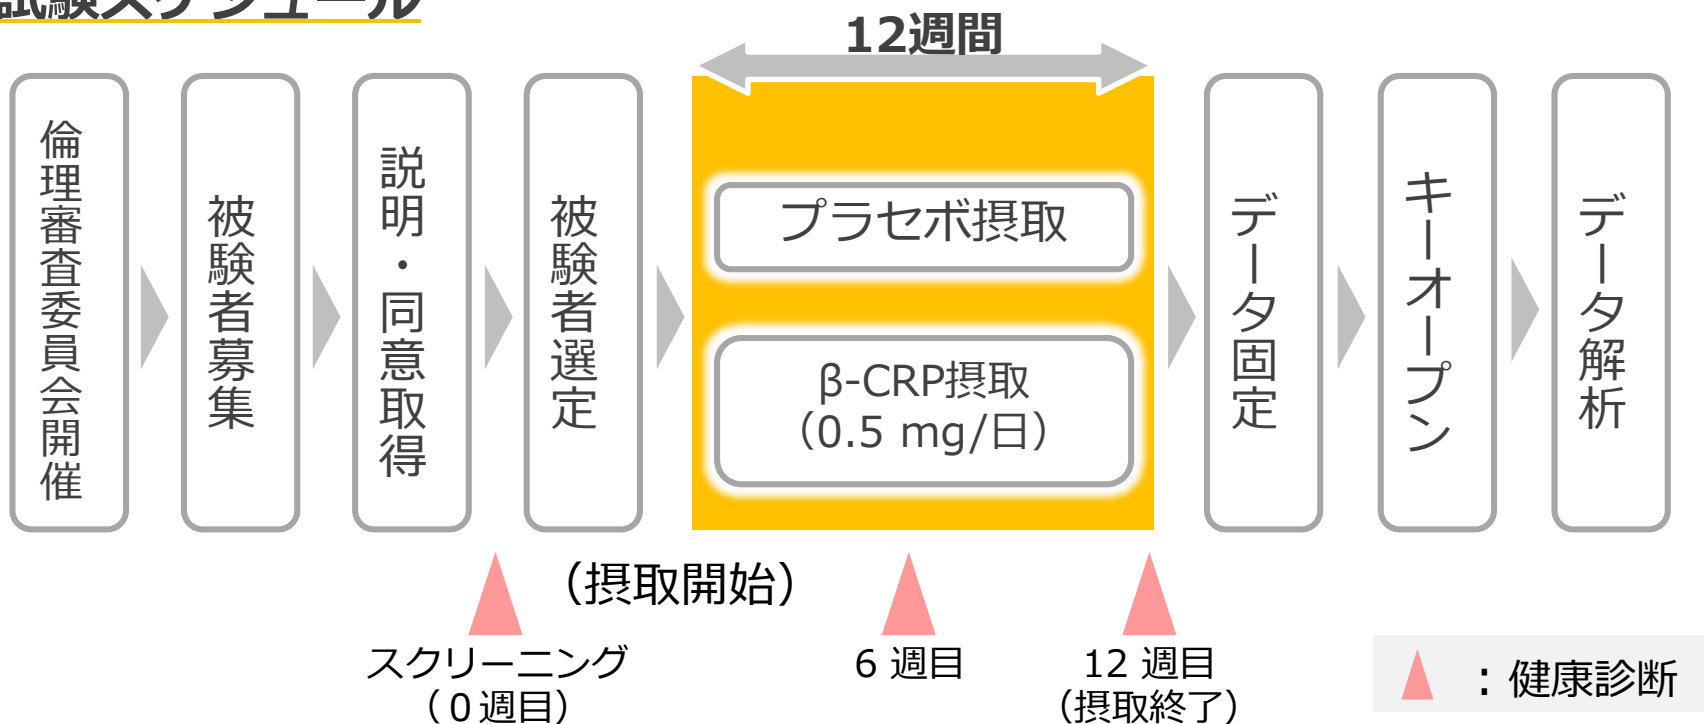 試験スケジュール
12週間
倫理審査委員会開催
被験者募集
説明・同意取得
被験者選定
プラセボ摂取
β-CRP摂取
（0.5 mg/日）
データ固定
キーオープン
データ解析
（摂取開始）
スクリーニング
（０週目）
6 週目
12 週目
（摂取終了）
：健康診断